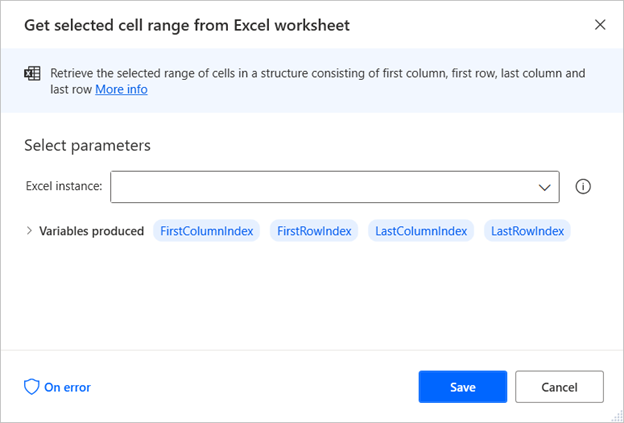 Get selected cell range from Excel worksheet
Retrieve the selected range of cells in a structure consisting of first column, first row, last column and
last row More info
Select parameters
Excel instance:
Variables produced FirstColumnIndex FirstRowIndex LastColumnIndex LastRowIndex
On error Save Cancel